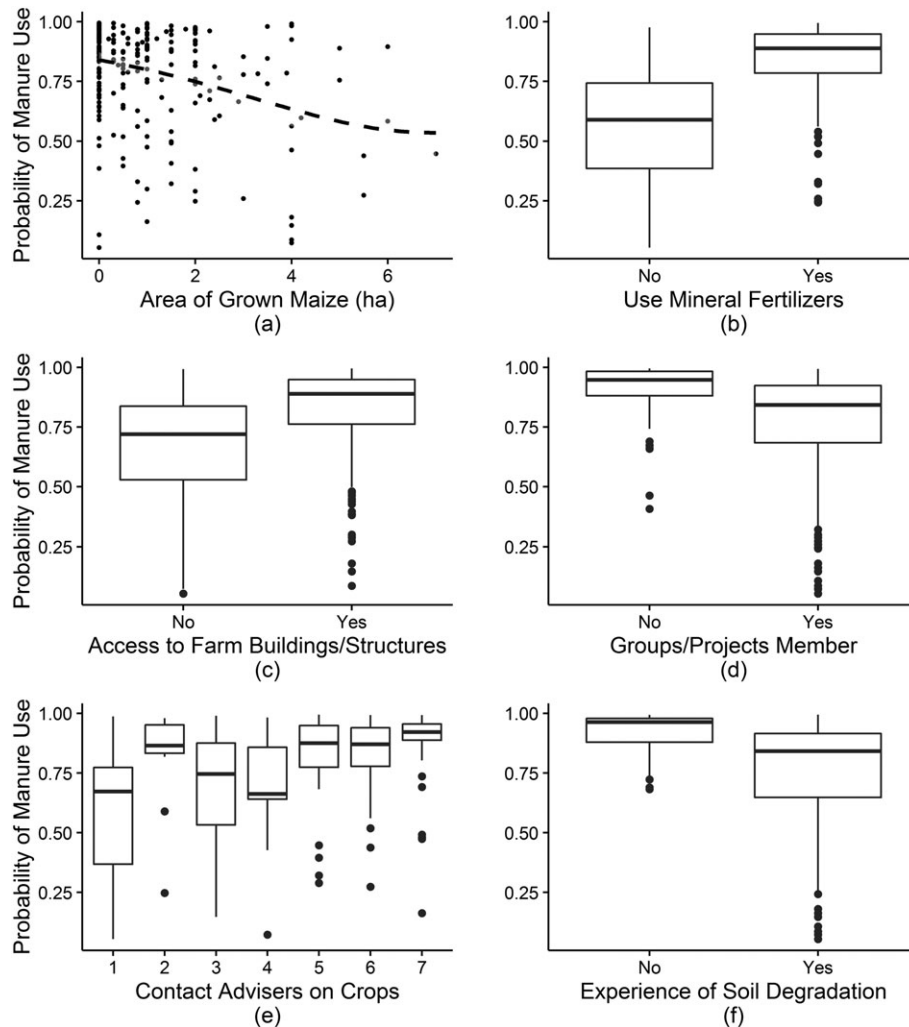 Probability of Manure Use
1.00
0.75
0.50
0.25
0 2 4 6
Area of Grown Maize (ha)
(a)
1.00
0.75
0.50
0.25
No Yes
Use Mineral Fertilizers
(b)
Probability of Manure Use
1.00
0.75
0.50
0.25
No Yes
Access to Farm Buildings/Structures
(c)
1.00
0.75
0.50
0.25
No Yes
Groups/Projects Member
(d)
Probability of Manure Use
1.00
0.75
0.50
0.25
1 2 3 4 5 6 7
Contact Advisers on Crops
(e)
1.00
0.75
0.50
0.25
No Yes
Experience of Soil Degradation
(f)